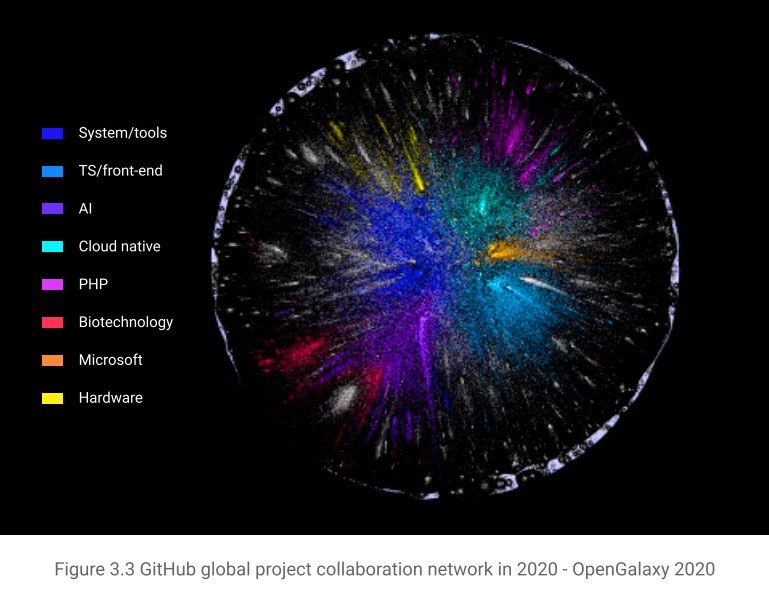 System/tools
TS/front-end
AI
Cloud native
PHP
Biotechnology
Microsoft
Hardware
Figure 3.3 GitHub global project collaboration network in 2020 - OpenGalaxy 2020